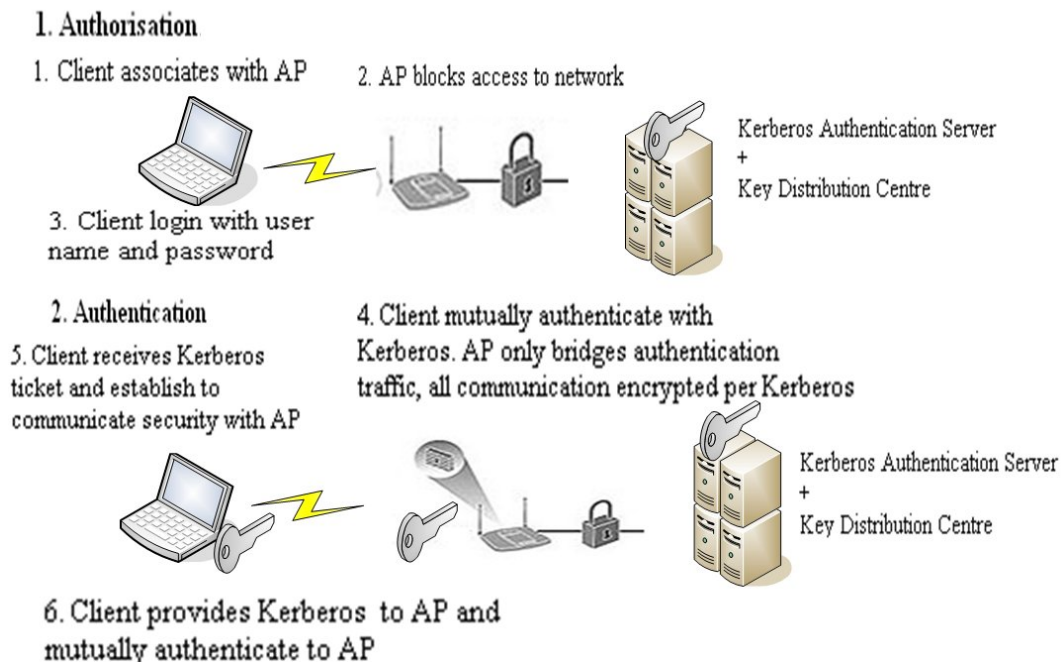 1. Authorisation
1. Client associates with AP
2. AP blocks access to network
Kerberos Authentication Server
+
Key Distribution Centre
3. Client login with user
name and password
2. Authentication
4. Client mutually authenticate with
Kerberos. AP only bridges authentication
traffic, all communication encrypted per Kerberos
5. Client receives Kerberos
ticket and establish to
communicate security with AP
Kerberos Authentication Server
+
Key Distribution Centre
6. Client provides Kerberos to AP and
mutually authenticate to AP